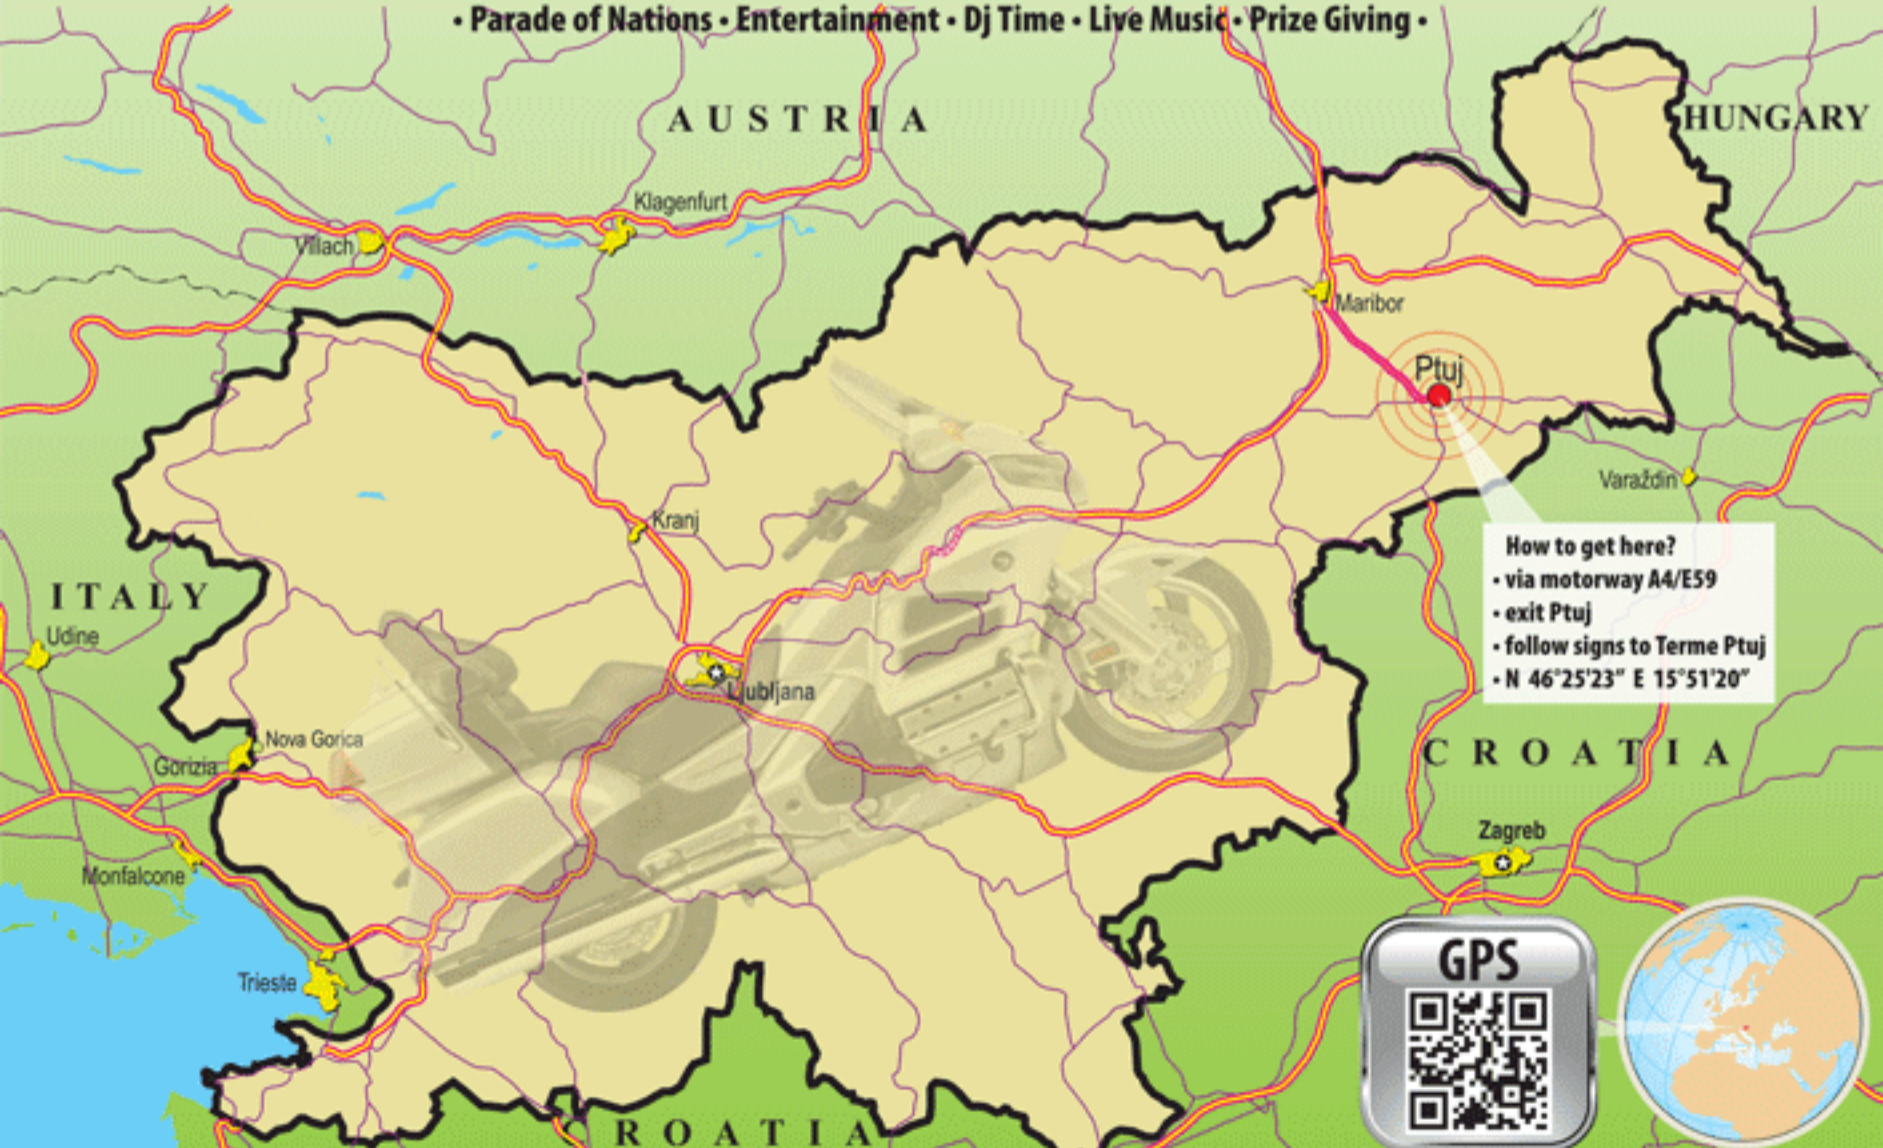 • Parade of Nations • Entertainment • Dj Time • Live Music • Prize Giving •
AUSTRIA
HUNGARY
Klagenfurt
Villach
Maribor
Ptuj
Varaždin
Kranj
How to get here?
• via motorway A4/E59
• exit Ptuj
• follow signs to Terme Ptuj
• N 46°25'23" E 15°51'20"
ITALY
Udine
Ljubljana
Nova Gorica
Gorizia
CROATIA
Zagreb
Monfalcone
Trieste
GPS
CROATIA